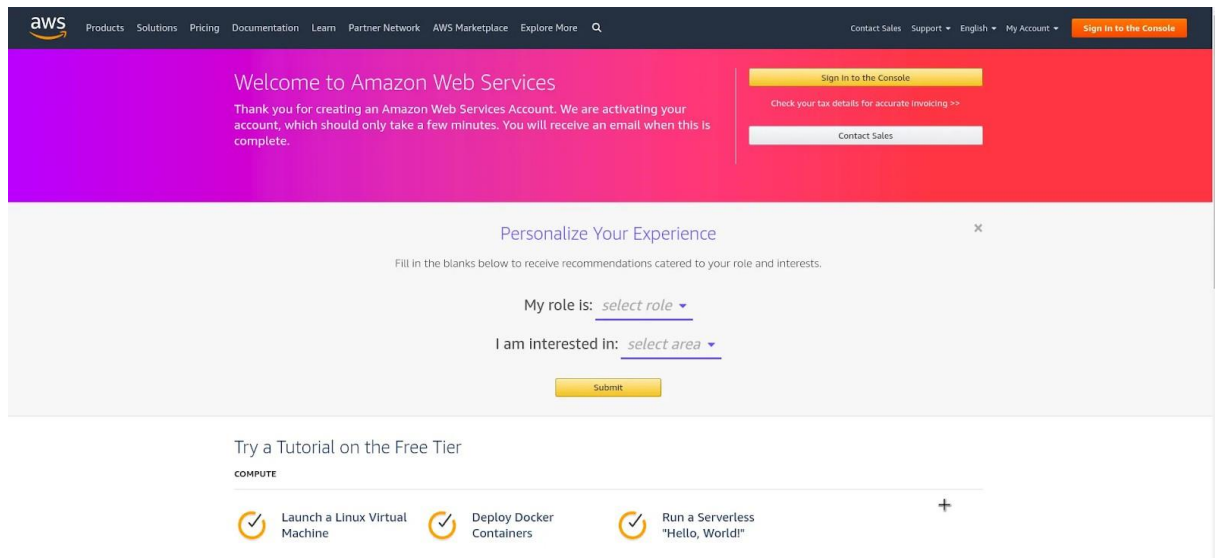 aws Products Solutions Pricing Documentation Learn Partner Network AWS Marketplace Explore More Contact Sales Support English My Account Sign In to the Console
Welcome to Amazon Web Services
Thank you for creating an Amazon Web Services Account. We are activating your
account, which should only take a few minutes. You will receive an email when this is
complete.
Sign In to the Console
Check your tax details for accurate invoicing >>
Contact Sales
Personalize Your Experience
Fill in the blanks below to receive recommendations catered to your role and interests.
My role is: select role
I am interested in: select area
Submit
Try a Tutorial on the Free Tier
COMPUTE
Launch a Linux Virtual
Machine
Deploy Docker
Containers
Run a Serverless
"Hello, World!"